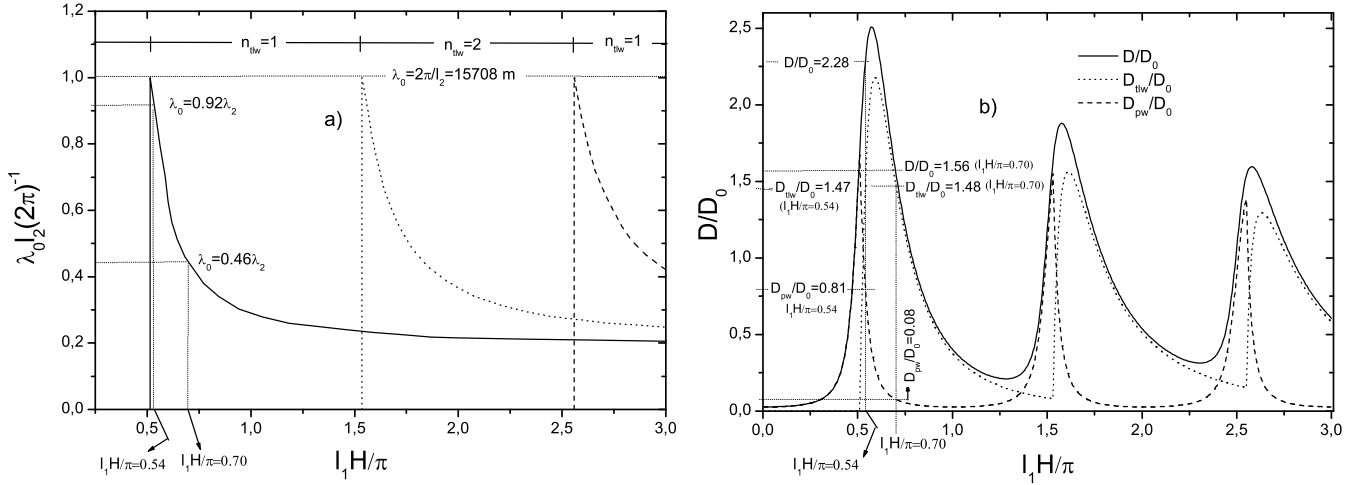 1,2
1,0
0,8
0,6
0,4
0,2
0,0
λ₀l₂(2π)⁻¹
n_tlw=1
n_tlw=2
n_tlw=1
λ₀=2π/l₂=15708 m
λ₀=0.92λ₂
a)
λ₀=0.46λ₂
0,5
1,0
1,5
2,0
2,5
3,0
l₁H/π=0.54
l₁H/π=0.70
l₁H/π
D/D₀
2,5
2,0
1,5
1,0
0,5
0,0
D/D₀=2.28
b)
D/D₀
D_tlw/D₀
D_pw/D₀
D/D₀=1.56 (l₁H/π=0.70)
D_tlw/D₀=1.47
(l₁H/π=0.54)
D_tlw/D₀=1.48 (l₁H/π=0.70)
D_pw/D₀=0.81
l₁H/π=0.54
D_pw/D₀=0.08
0,0
0,5
1,0
1,5
2,0
2,5
3,0
l₁H/π=0.54
l₁H/π=0.70
l₁H/π